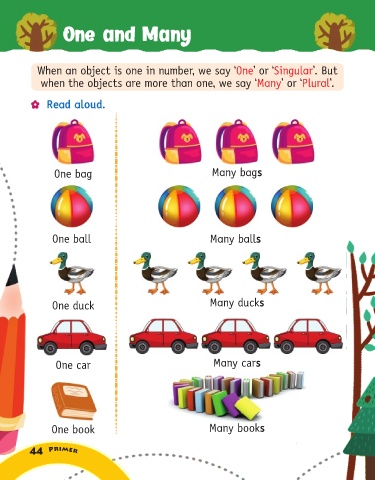 One and Many
When an object is one in number, we say ‘One’ or ‘Singular’. But
when the objects are more than one, we say ‘Many’ or ‘Plural’.
Read aloud.
One bag Many bags
One ball Many balls
One duck Many ducks
One car Many cars
One book Many books
44 PRIMER